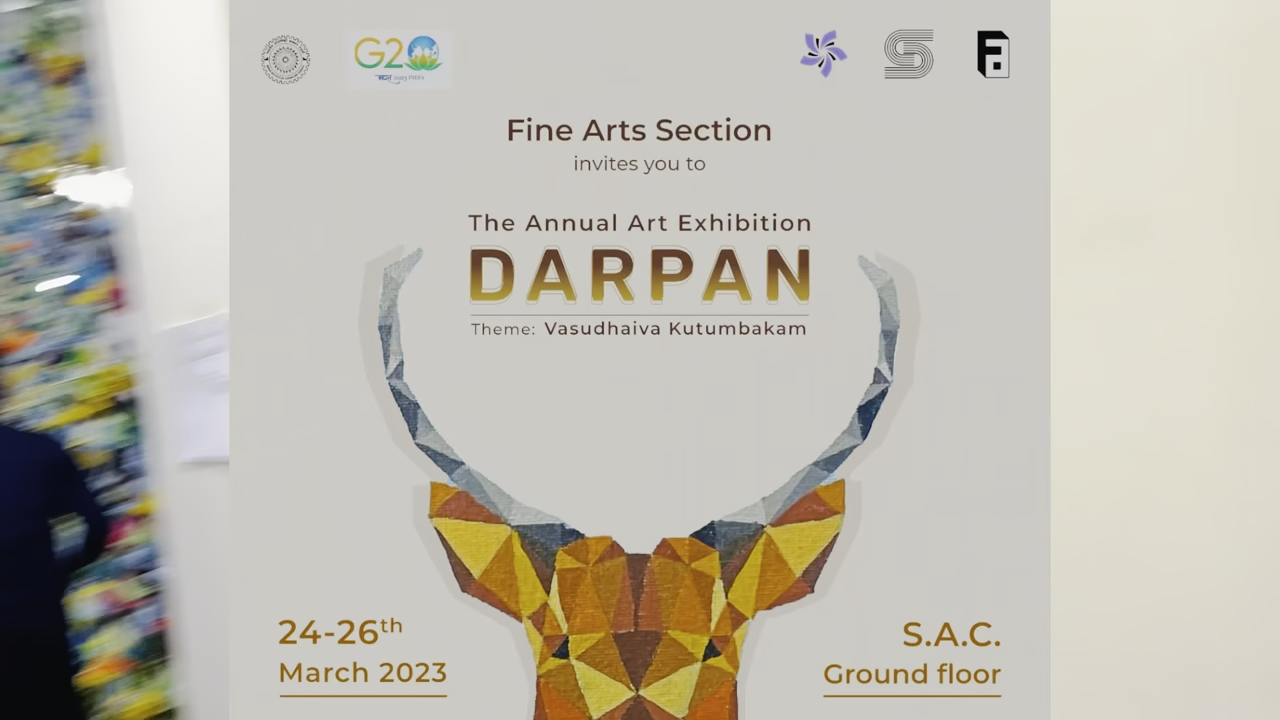 G20
Fine Arts Section
invites you to
The Annual Art Exhibition
DARPAN
Theme: Vasudhaiva Kutumbakam
24-26th
March 2023
S.A.C.
Ground floor